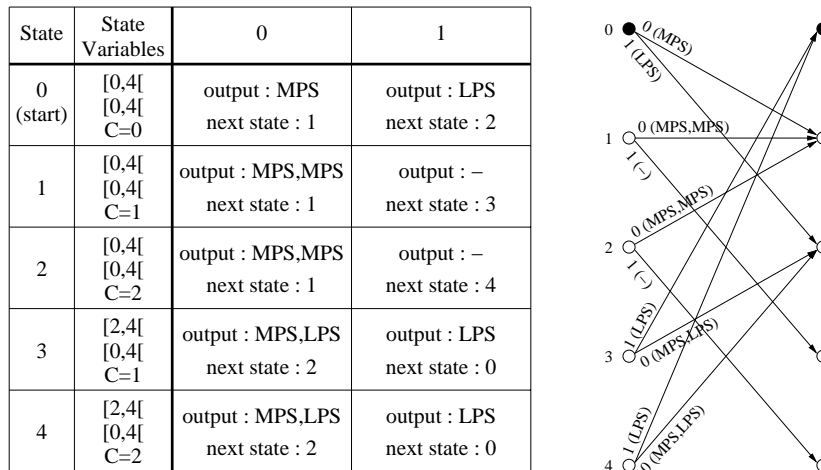 State State Variables 0 1
0 (start) [0,4[ [0,4[ C=0 output : MPS next state : 1 output : LPS next state : 2
1 [0,4[ [0,4[ C=1 output : MPS,MPS next state : 1 output : – next state : 3
2 [0,4[ [0,4[ C=2 output : MPS,MPS next state : 1 output : – next state : 4
3 [2,4[ [0,4[ C=1 output : MPS,LPS next state : 2 output : LPS next state : 0
4 [2,4[ [0,4[ C=2 output : MPS,LPS next state : 2 output : LPS next state : 0
0
0 (MPS)
1 (LPS)
1
0 (MPS,MPS)
1 (–)
2
0 (MPS,MPS)
1 (–)
3
1 (LPS)
0 (MPS,LPS)
4
1 (LPS)
0 (MPS,LPS)